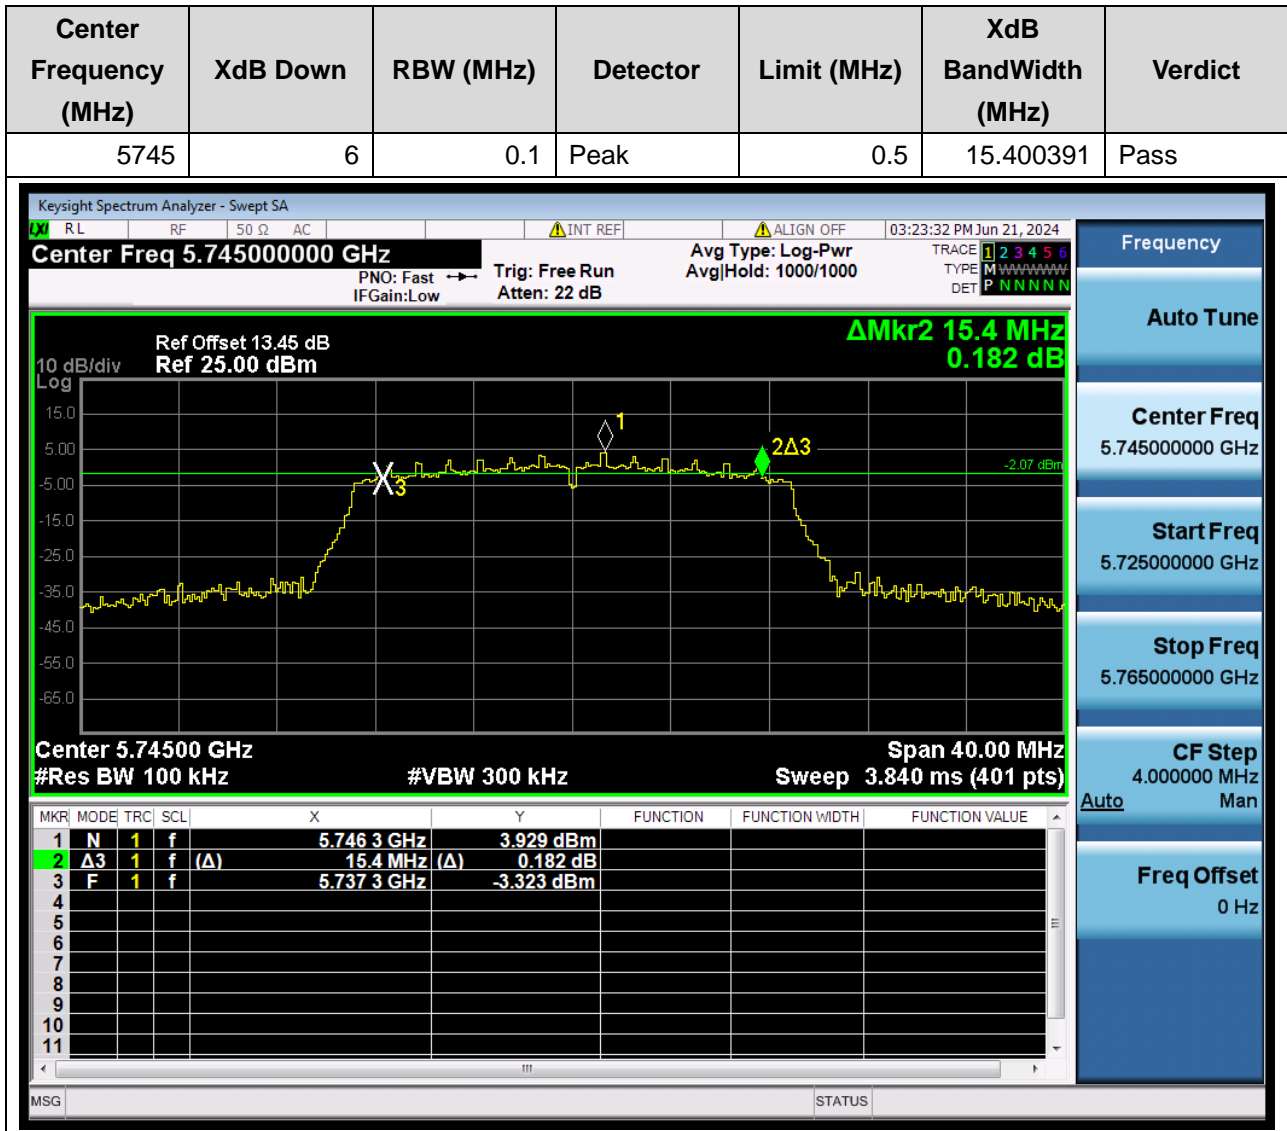 Center Frequency (MHz) XdB Down RBW (MHz) Detector Limit (MHz) XdB BandWidth (MHz) Verdict
5745 6 0.1 Peak 0.5 15.400391 Pass
Keysight Spectrum Analyzer - Swept SA
LXI RL RF 50 Ω AC INT REF ALIGN OFF 03:23:32 PM Jun 21, 2024
Center Freq 5.745000000 GHz
PNO: Fast
IFGain:Low
Trig: Free Run
Atten: 22 dB
Avg Type: Log-Pwr
Avg|Hold: 1000/1000
TRACE 1 2 3 4 5 6
TYPE M WWWWW
DET P N N N N N
ΔMkr2 15.4 MHz
0.182 dB
Ref Offset 13.45 dB
10 dB/div Ref 25.00 dBm
Log
15.0
5.00
-5.00
-15.0
-25.0
-35.0
-45.0
-55.0
-65.0
1
2Δ3
3
-2.07 dBm
Center 5.74500 GHz Span 40.00 MHz
#Res BW 100 kHz #VBW 300 kHz Sweep 3.840 ms (401 pts)
MKR MODE TRC SCL X Y FUNCTION FUNCTION WIDTH FUNCTION VALUE
1 N 1 f 5.746 3 GHz 3.929 dBm
2 Δ3 1 f (Δ) 15.4 MHz (Δ) 0.182 dB
3 F 1 f 5.737 3 GHz -3.323 dBm
4
5
6
7
8
9
10
11
MSG STATUS
Frequency
Auto Tune
Center Freq
5.745000000 GHz
Start Freq
5.725000000 GHz
Stop Freq
5.765000000 GHz
CF Step
4.000000 MHz
Auto Man
Freq Offset
0 Hz